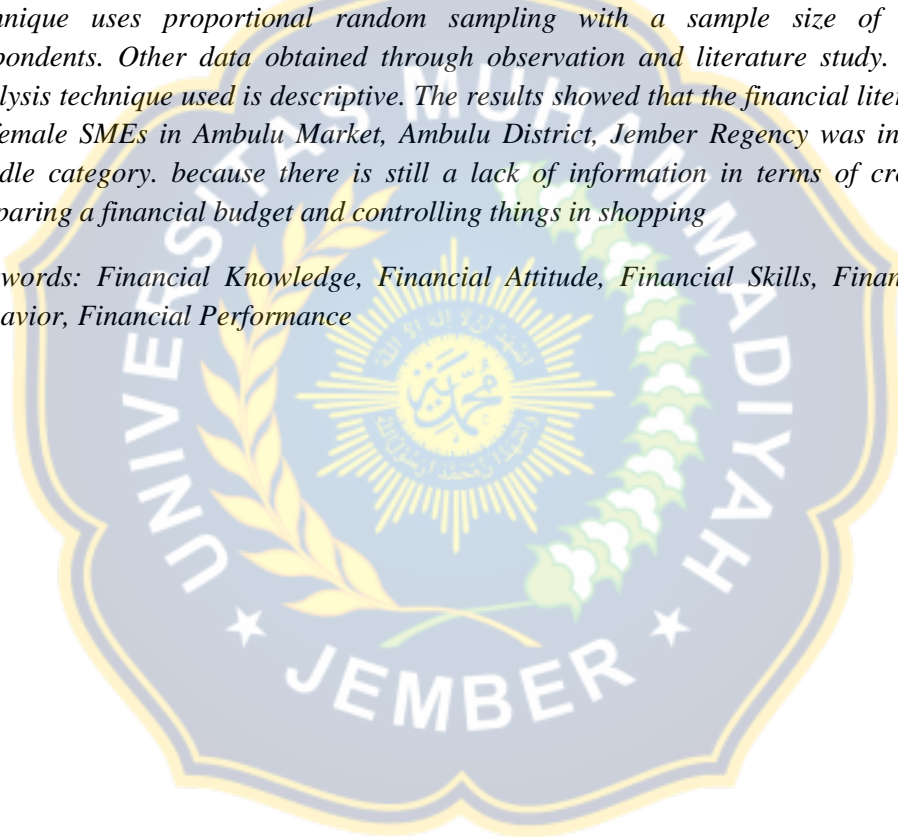 nique uses proportional random sampling with a sample size of
pondents. Other data obtained through observation and literature study.
lysis technique used is descriptive. The results showed that the financial liter
female SMEs in Ambulu Market, Ambulu District, Jember Regency was in
ddle category. because there is still a lack of information in terms of cre
paring a financial budget and controlling things in shopping
words: Financial Knowledge, Financial Attitude, Financial Skills, Finan
avior, Financial Performance
UNIVERSITAS MUHAMMADIYAH
JEMBER